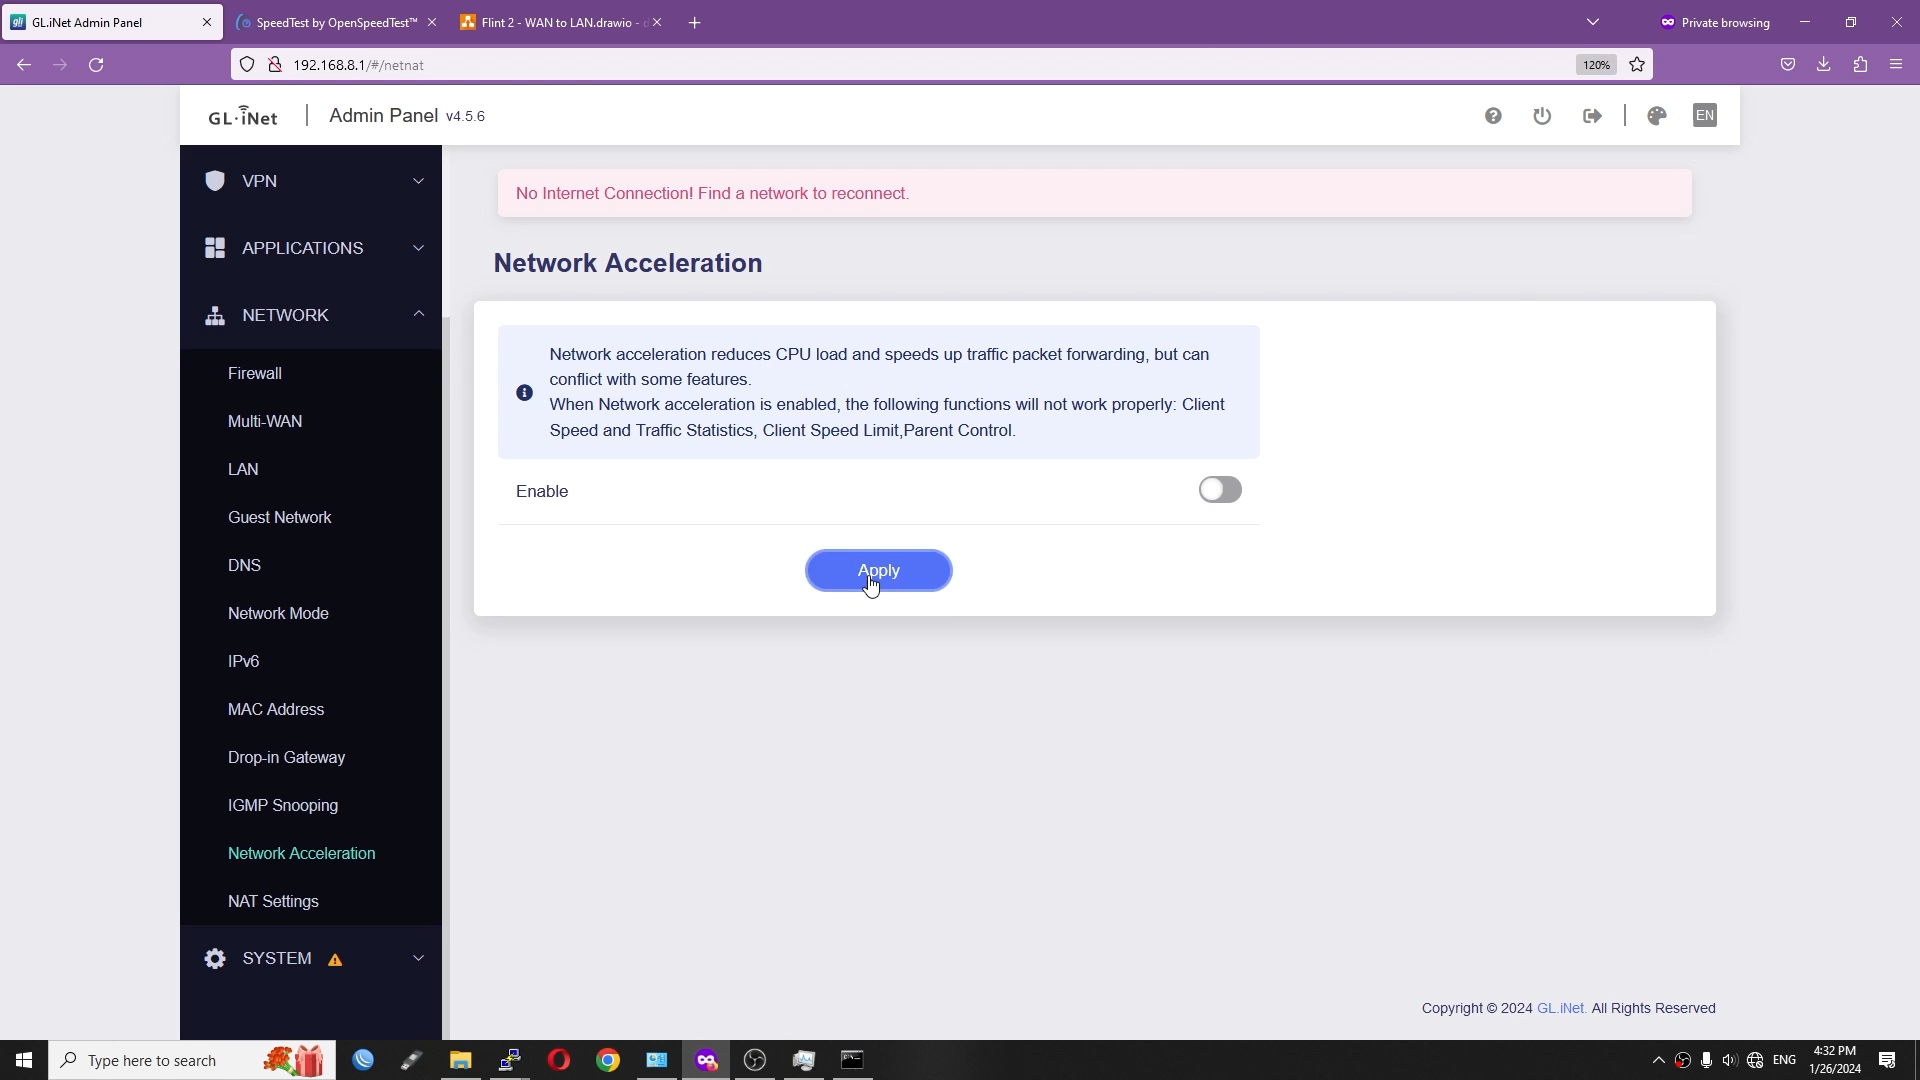 GL.iNet Admin Panel
SpeedTest by OpenSpeedTest™
Flint 2 - WAN to LAN.drawio -
Private browsing
192.168.8.1/#/netnat
120%
GL·iNet
Admin Panel v4.5.6
EN
VPN
APPLICATIONS
NETWORK
Firewall
Multi-WAN
LAN
Guest Network
DNS
Network Mode
IPv6
MAC Address
Drop-in Gateway
IGMP Snooping
Network Acceleration
NAT Settings
SYSTEM
No Internet Connection! Find a network to reconnect.
Network Acceleration
Network acceleration reduces CPU load and speeds up traffic packet forwarding, but can
conflict with some features.
When Network acceleration is enabled, the following functions will not work properly: Client
Speed and Traffic Statistics, Client Speed Limit,Parent Control.
Enable
Apply
Copyright © 2024 GL.iNet. All Rights Reserved
Type here to search
ENG
4:32 PM
1/26/2024